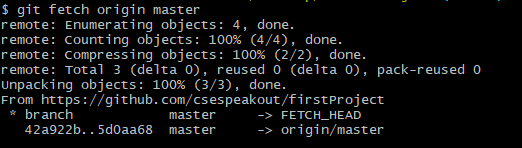 $ git fetch origin master
remote: Enumerating objects: 4, done.
remote: Counting objects: 100% (4/4), done.
remote: Compressing objects: 100% (2/2), done.
remote: Total 3 (delta 0), reused 0 (delta 0), pack-reused 0
Unpacking objects: 100% (3/3), done.
From https://github.com/csespeakout/firstProject
 * branch            master     -> FETCH_HEAD
   42a922b..5d0aa68  master     -> origin/master